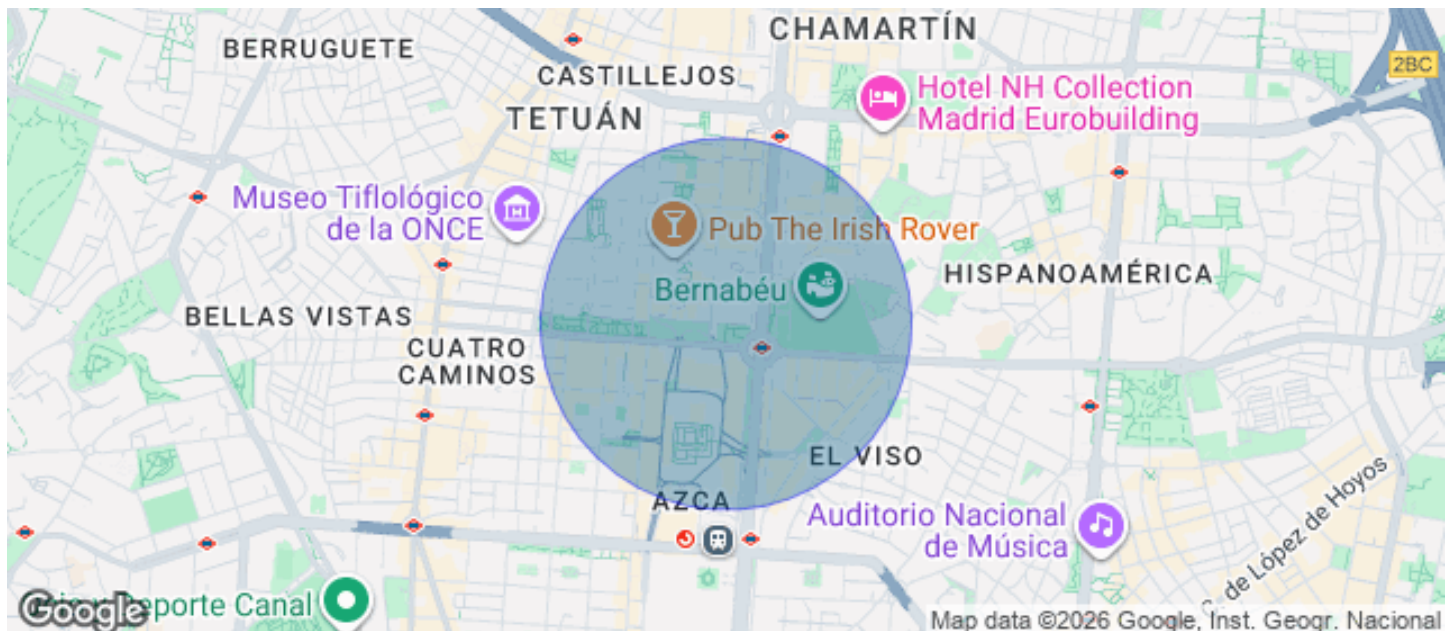 CHAMARTÍN
BERRUGUETE
2BC
CASTILLEJOS
Hotel NH Collection
Madrid Eurobuilding
TETUÁN
Museo Tiflológico
de la ONCE
Pub The Irish Rover
HISPANOAMÉRICA
Bernabéu
BELLAS VISTAS
CUATRO
CAMINOS
EL VISO
AZCA
Auditorio Nacional
de Música
de López de Hoyos
Google
Deporte Canal
Map data ©2026 Google, Inst. Geogr. Nacional